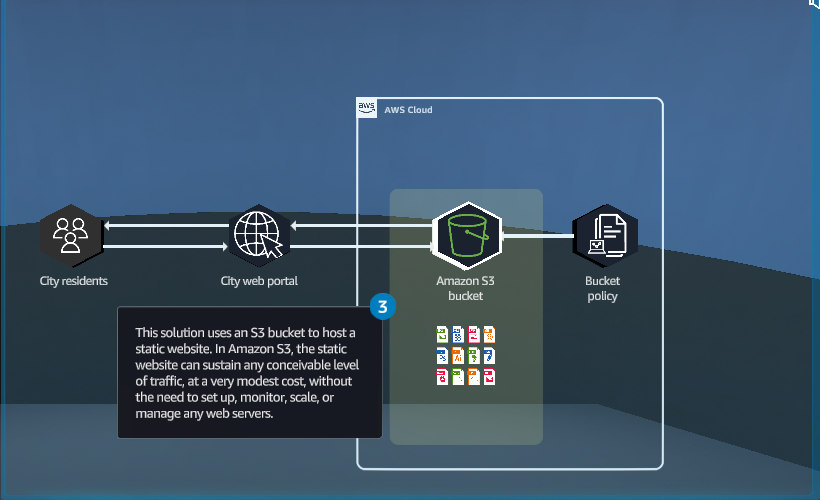 aws
AWS Cloud
City residents
City web portal
Amazon S3
bucket
Bucket
policy
3
This solution uses an S3 bucket to host a
static website. In Amazon S3, the static
website can sustain any conceivable level
of traffic, at a very modest cost, without
the need to set up, monitor, scale, or
manage any web servers.
Ai